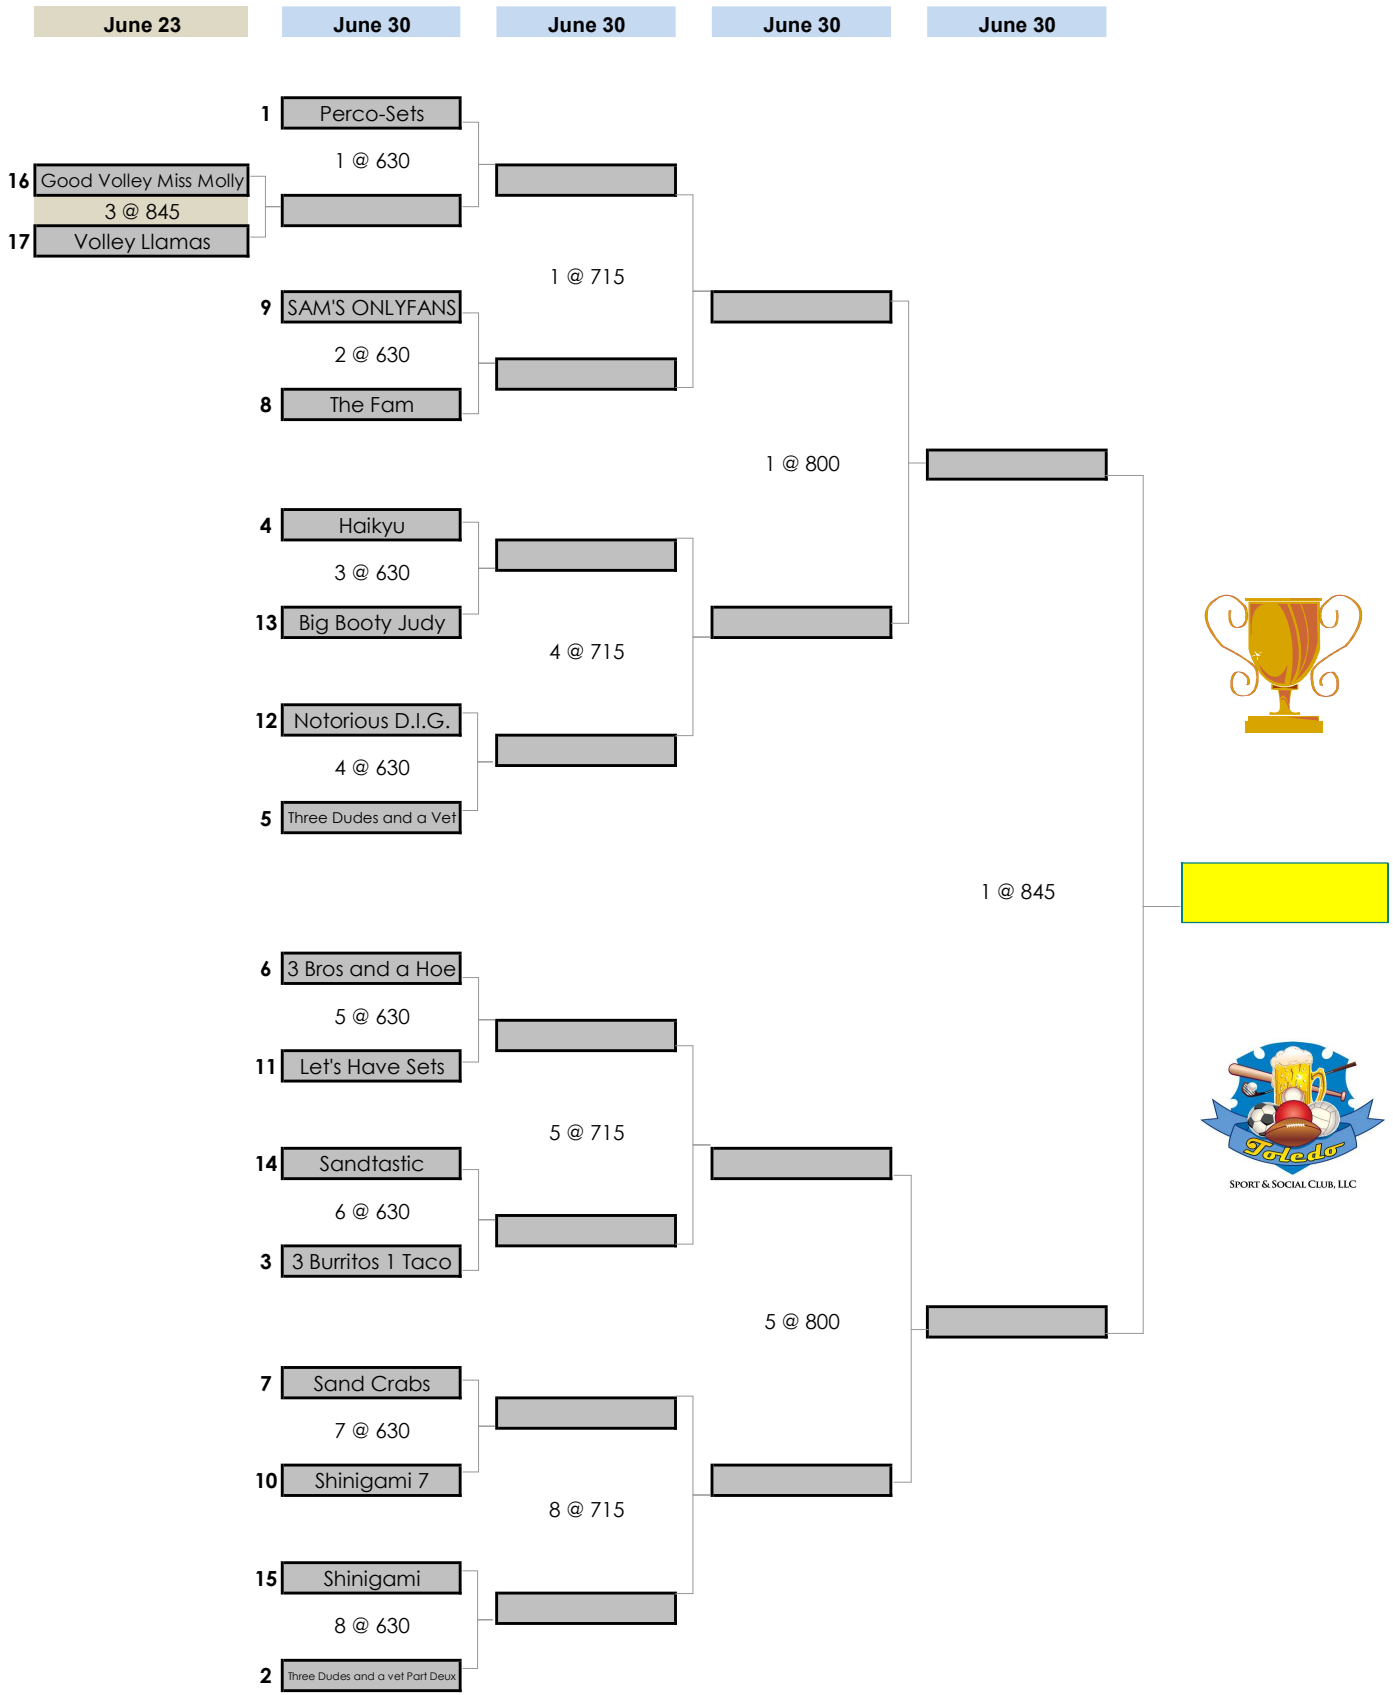 June 23
June 30
June 30
June 30
June 30
1 Perco-Sets
1 @ 630
16 Good Volley Miss Molly
3 @ 845
17 Volley Llamas
1 @ 715
9 SAM'S ONLYFANS
2 @ 630
8 The Fam
1 @ 800
4 Haikyu
3 @ 630
13 Big Booty Judy
4 @ 715
12 Notorious D.I.G.
4 @ 630
5 Three Dudes and a Vet
1 @ 845
6 3 Bros and a Hoe
5 @ 630
11 Let's Have Sets
5 @ 715
14 Sandtastic
6 @ 630
3 3 Burritos 1 Taco
5 @ 800
7 Sand Crabs
7 @ 630
10 Shinigami 7
8 @ 715
15 Shinigami
8 @ 630
2 Three Dudes and a vet Part Deux
Toledo
SPORT & SOCIAL CLUB, LLC